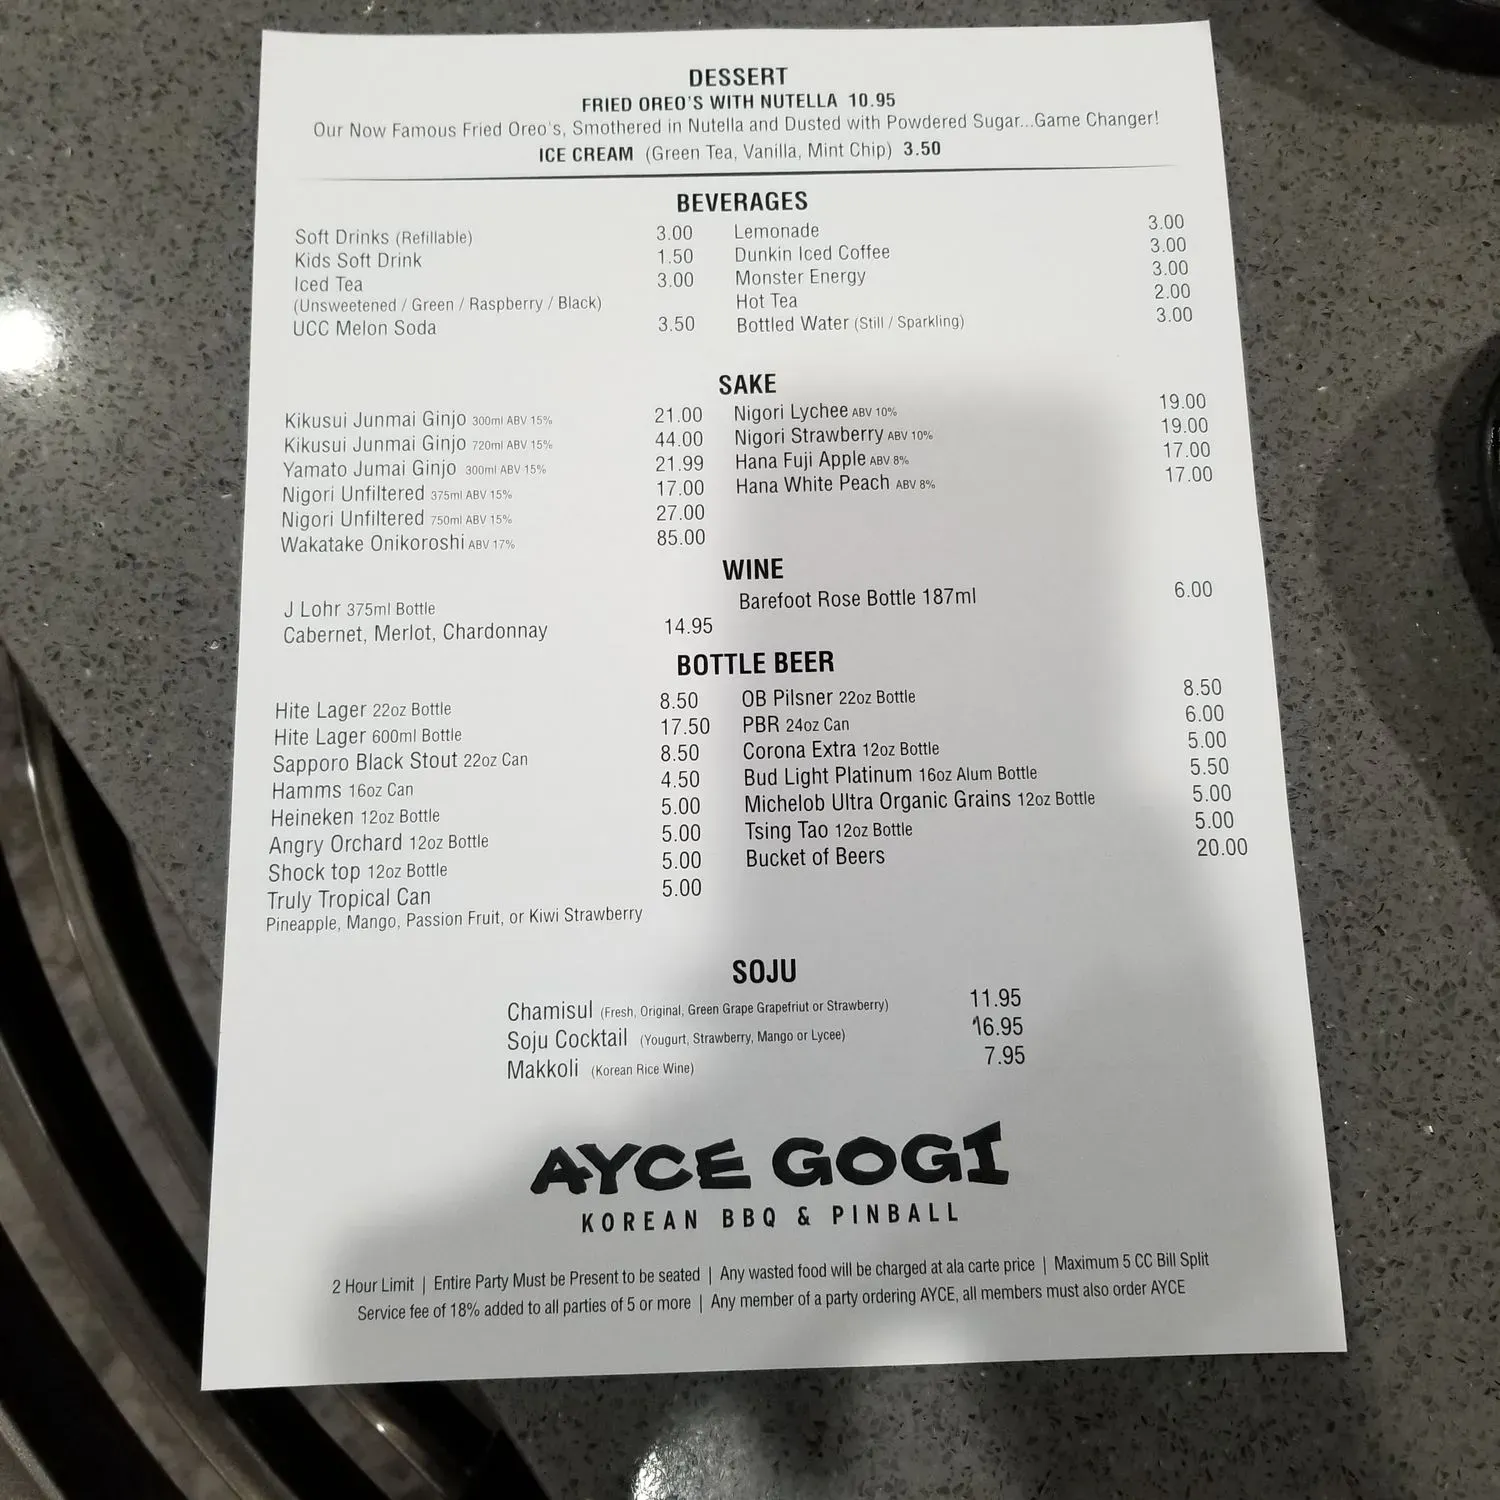 DESSERT
FRIED OREO'S WITH NUTELLA 10.95
Our Now Famous Fried Oreo's, Smothered in Nutella and Dusted with Powdered Sugar...Game Changer!
ICE CREAM (Green Tea, Vanilla, Mint Chip) 3.50
BEVERAGES
Soft Drinks (Refillable) 3.00
Kids Soft Drink 1.50
Iced Tea 3.00
(Unsweetened / Green / Raspberry / Black)
UCC Melon Soda 3.50
Lemonade 3.00
Dunkin Iced Coffee 3.00
Monster Energy 3.00
Hot Tea 2.00
Bottled Water (Still / Sparkling) 3.00
SAKE
Kikusui Junmai Ginjo 300ml ABV 15% 21.00
Kikusui Junmai Ginjo 720ml ABV 15% 44.00
Yamato Jumai Ginjo 300ml ABV 15% 21.99
Nigori Unfiltered 375ml ABV 15% 17.00
Nigori Unfiltered 750ml ABV 15% 27.00
Wakatake Onikoroshi ABV 17% 85.00
Nigori Lychee ABV 10% 19.00
Nigori Strawberry ABV 10% 19.00
Hana Fuji Apple ABV 8% 17.00
Hana White Peach ABV 8% 17.00
WINE
J Lohr 375ml Bottle
Cabernet, Merlot, Chardonnay 14.95
Barefoot Rose Bottle 187ml 6.00
BOTTLE BEER
Hite Lager 22oz Bottle 8.50
Hite Lager 600ml Bottle 17.50
Sapporo Black Stout 22oz Can 8.50
Hamms 16oz Can 4.50
Heineken 12oz Bottle 5.00
Angry Orchard 12oz Bottle 5.00
Shock top 12oz Bottle 5.00
Truly Tropical Can 5.00
Pineapple, Mango, Passion Fruit, or Kiwi Strawberry
OB Pilsner 22oz Bottle 8.50
PBR 24oz Can 6.00
Corona Extra 12oz Bottle 5.00
Bud Light Platinum 16oz Alum Bottle 5.50
Michelob Ultra Organic Grains 12oz Bottle 5.00
Tsing Tao 12oz Bottle 5.00
Bucket of Beers 20.00
SOJU
Chamisul (Fresh, Original, Green Grape Grapefriut or Strawberry) 11.95
Soju Cocktail (Yougurt, Strawberry, Mango or Lycee) 16.95
Makkoli (Korean Rice Wine) 7.95
AYCE GOGI
KOREAN BBQ & PINBALL
2 Hour Limit | Entire Party Must be Present to be seated | Any wasted food will be charged at ala carte price | Maximum 5 CC Bill Split
Service fee of 18% added to all parties of 5 or more | Any member of a party ordering AYCE, all members must also order AYCE